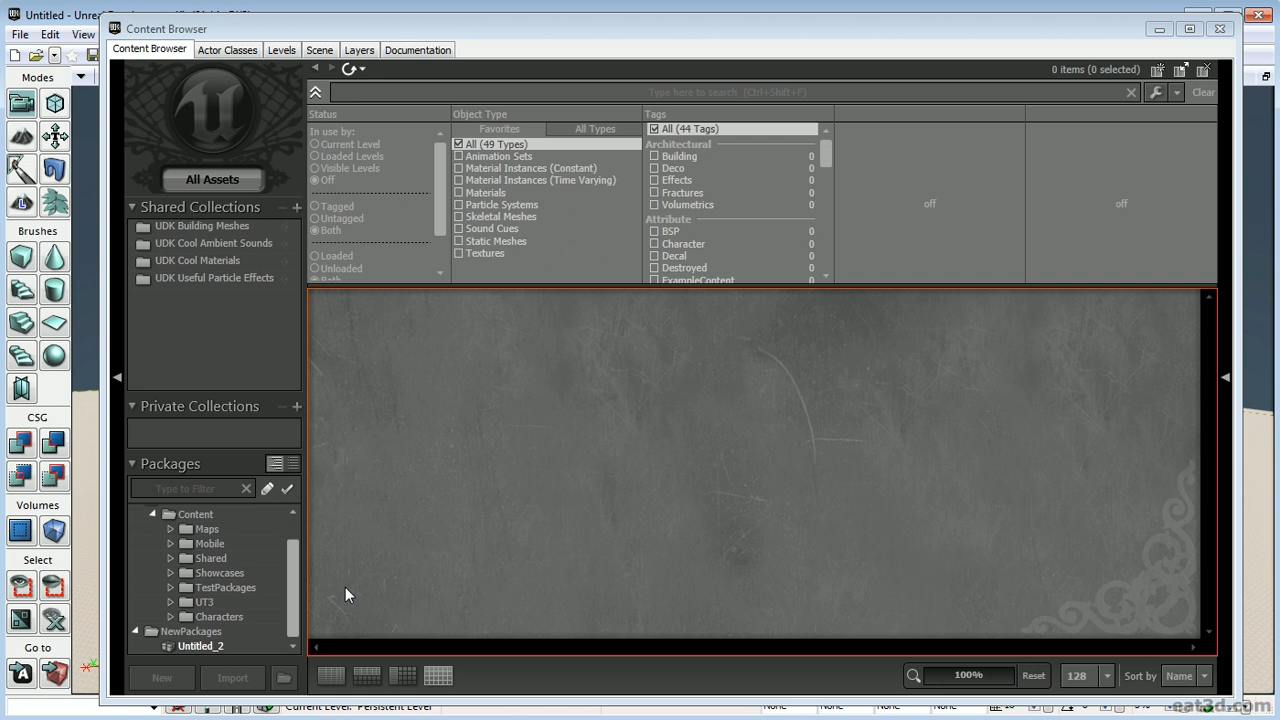 Untitled - Unrea
Content Browser
File Edit View
Content Browser Actor Classes Levels Scene Layers Documentation
Modes
0 items (0 selected)
Type here to search (Ctrl+Shift+F)
Clear
All Assets
Status
In use by:
Current Level
Loaded Levels
Visible Levels
Off
Tagged
Untagged
Both
Loaded
Unloaded
Both
Object Type
Favorites All Types
All (49 Types)
Animation Sets
Material Instances (Constant)
Material Instances (Time Varying)
Materials
Particle Systems
Skeletal Meshes
Sound Cues
Static Meshes
Textures
Tags
All (44 Tags)
Architectural
Building 0
Deco 0
Effects 0
Fractures 0
Volumetrics 0
Attribute
BSP 0
Character 0
Decal 0
Destroyed 0
ExampleContent 0
off off
Shared Collections
UDK Building Meshes
UDK Cool Ambient Sounds
UDK Cool Materials
UDK Useful Particle Effects
Brushes
Private Collections
CSG
Packages
Type to Filter
Volumes
Content
Maps
Mobile
Shared
Showcases
TestPackages
UT3
Characters
NewPackages
Untitled_2
Select
Go to
New Import
100% Reset 128 Sort by Name
Current Level: Persistent Level
None None None None
eat3d.com